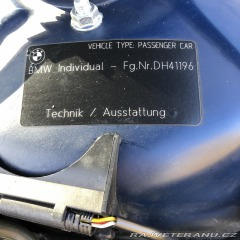 VEHICLE TYPE: PASSENGER CAR
BMW Individual - Fg.Nr.DH41196
Technik / Ausstattung
RAJVETERANU.CZ